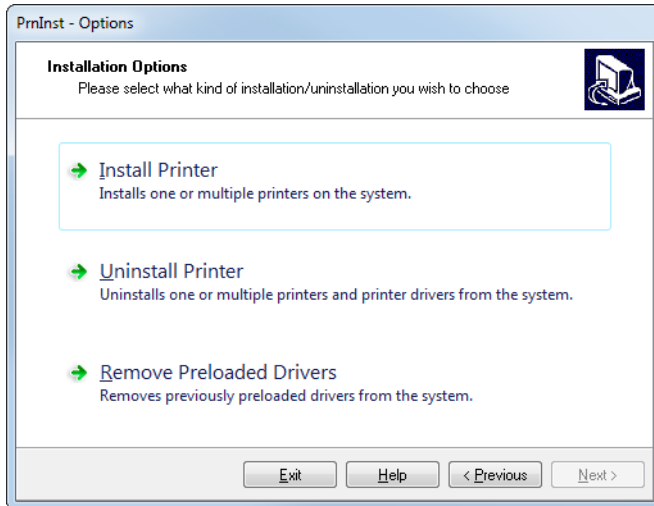 PrnInst - Options
Installation Options
Please select what kind of installation/uninstallation you wish to choose
Install Printer
Installs one or multiple printers on the system.
Uninstall Printer
Uninstalls one or multiple printers and printer drivers from the system.
Remove Preloaded Drivers
Removes previously preloaded drivers from the system.
Exit Help < Previous Next >